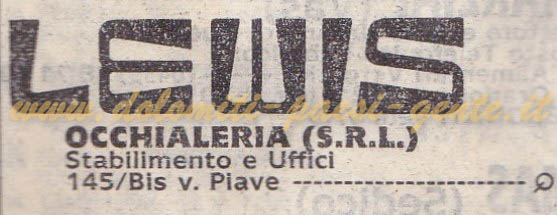 LEWIS
www.dolomiti-paesi-gente.it
OCCHIALERIA (S.R.L.)
Stabilimento e Uffici
145/Bis v. Piave